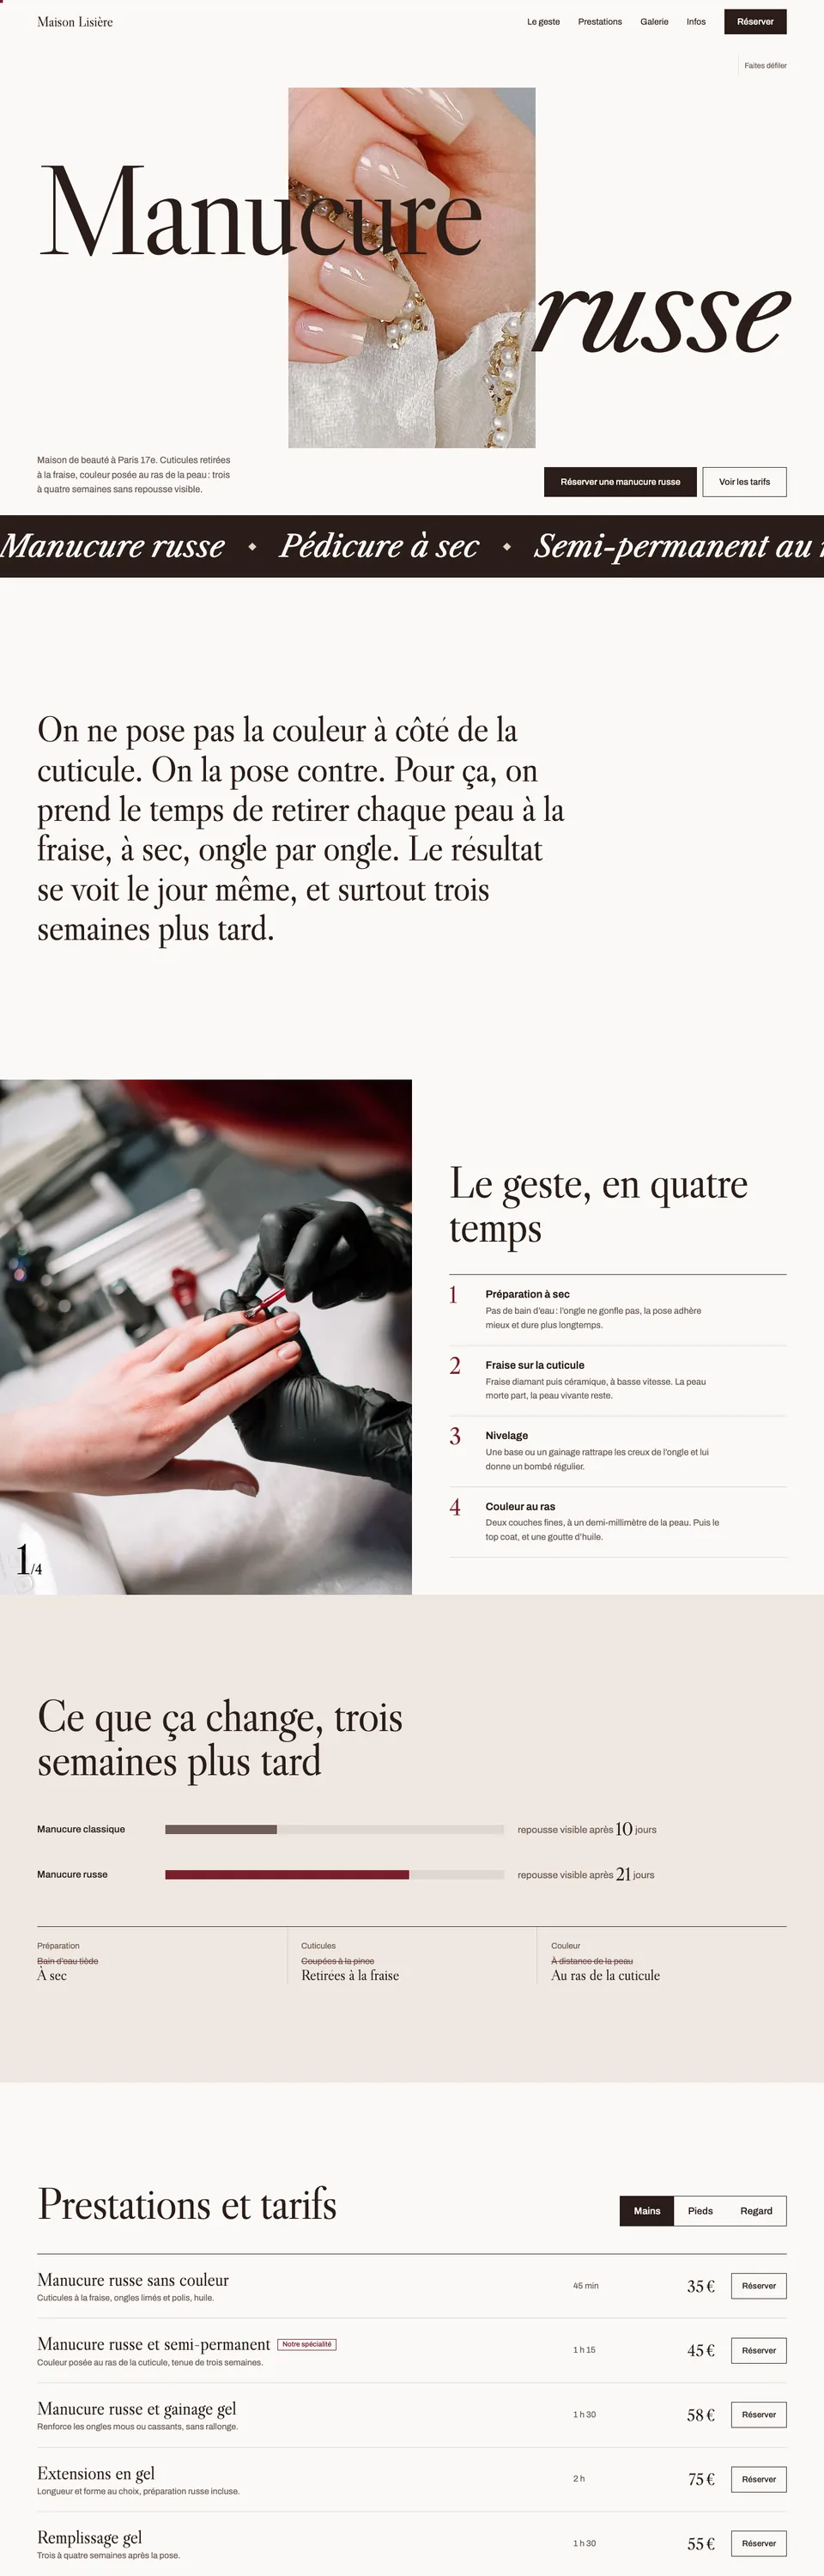 Maison Lisière
Le geste
Prestations
Galerie
Infos
Réserver
Faites défiler
Manucure
russe
Maison de beauté à Paris 17e. Cuticules retirées
à la fraise, couleur posée au ras de la peau : trois
à quatre semaines sans repousse visible.
Réserver une manucure russe
Voir les tarifs
Manucure russe ◆ Pédicure à sec ◆ Semi-permanent au
On ne pose pas la couleur à côté de la
cuticule. On la pose contre. Pour ça, on
prend le temps de retirer chaque peau à la
fraise, à sec, ongle par ongle. Le résultat
se voit le jour même, et surtout trois
semaines plus tard.
Le geste, en quatre
temps
1
Préparation à sec
Pas de bain d’eau : l’ongle ne gonfle pas, la pose adhère
mieux et dure plus longtemps.
2
Fraise sur la cuticule
Fraise diamant puis céramique, à basse vitesse. La peau
morte part, la peau vivante reste.
3
Nivelage
Une base ou un gainage rattrape les creux de l’ongle et lui
donne un bombé régulier.
4
Couleur au ras
Deux couches fines, à un demi-millimètre de la peau. Puis le
top coat, et une goutte d’huile.
1/4
Ce que ça change, trois
semaines plus tard
Manucure classique
repousse visible après 10 jours
Manucure russe
repousse visible après 21 jours
Préparation
Bain d’eau tiède
À sec
Cuticules
Coupées à la pince
Retirées à la fraise
Couleur
À distance de la peau
Au ras de la cuticule
Prestations et tarifs
Mains
Pieds
Regard
Manucure russe sans couleur
Cuticules à la fraise, ongles limés et polis, huile.
45 min
35 €
Réserver
Manucure russe et semi-permanent
Notre spécialité
Couleur posée au ras de la cuticule, tenue de trois semaines.
1 h 15
45 €
Réserver
Manucure russe et gainage gel
Renforce les ongles mous ou cassants, sans rallonge.
1 h 30
58 €
Réserver
Extensions en gel
Longueur et forme au choix, préparation russe incluse.
2 h
75 €
Réserver
Remplissage gel
Trois à quatre semaines après la pose.
1 h 30
55 €
Réserver